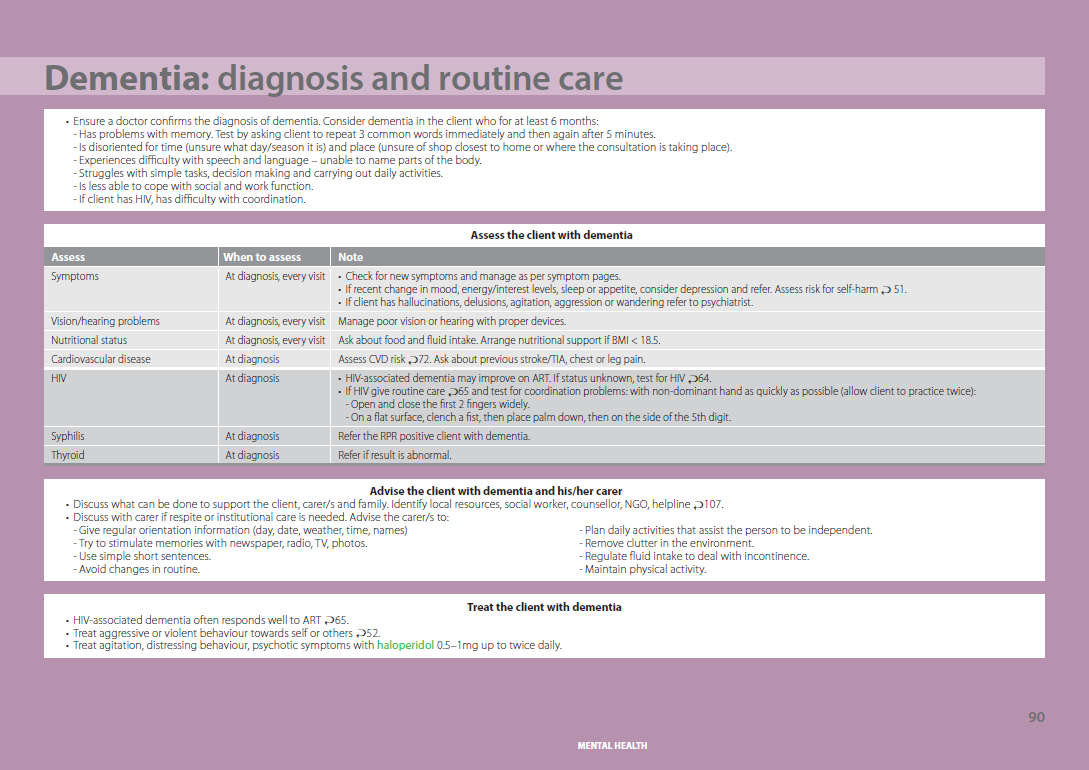 Dementia: diagnosis and routine care
• Ensure a doctor confirms the diagnosis of dementia. Consider dementia in the client who for at least 6 months:
- Has problems with memory. Test by asking client to repeat 3 common words immediately and then again after 5 minutes.
- Is disoriented for time (unsure what day/season it is) and place (unsure of shop closest to home or where the consultation is taking place).
- Experiences difficulty with speech and language – unable to name parts of the body.
- Struggles with simple tasks, decision making and carrying out daily activities.
- Is less able to cope with social and work function.
- If client has HIV, has difficulty with coordination.
Assess the client with dementia
Assess When to assess Note
Symptoms At diagnosis, every visit • Check for new symptoms and manage as per symptom pages.
• If recent change in mood, energy/interest levels, sleep or appetite, consider depression and refer. Assess risk for self-harm ⮌ 51.
• If client has hallucinations, delusions, agitation, aggression or wandering refer to psychiatrist.
Vision/hearing problems At diagnosis, every visit Manage poor vision or hearing with proper devices.
Nutritional status At diagnosis, every visit Ask about food and fluid intake. Arrange nutritional support if BMI < 18.5.
Cardiovascular disease At diagnosis Assess CVD risk ⮌72. Ask about previous stroke/TIA, chest or leg pain.
HIV At diagnosis • HIV-associated dementia may improve on ART. If status unknown, test for HIV ⮌64.
• If HIV give routine care ⮌65 and test for coordination problems: with non-dominant hand as quickly as possible (allow client to practice twice):
- Open and close the first 2 fingers widely.
- On a flat surface, clench a fist, then place palm down, then on the side of the 5th digit.
Syphilis At diagnosis Refer the RPR positive client with dementia.
Thyroid At diagnosis Refer if result is abnormal.
Advise the client with dementia and his/her carer
• Discuss what can be done to support the client, carer/s and family. Identify local resources, social worker, counsellor, NGO, helpline ⮌107.
• Discuss with carer if respite or institutional care is needed. Advise the carer/s to:
- Give regular orientation information (day, date, weather, time, names)
- Try to stimulate memories with newspaper, radio, TV, photos.
- Use simple short sentences.
- Avoid changes in routine.
- Plan daily activities that assist the person to be independent.
- Remove clutter in the environment.
- Regulate fluid intake to deal with incontinence.
- Maintain physical activity.
Treat the client with dementia
• HIV-associated dementia often responds well to ART ⮌65.
• Treat aggressive or violent behaviour towards self or others ⮌52.
• Treat agitation, distressing behaviour, psychotic symptoms with haloperidol 0.5–1mg up to twice daily.
90
MENTAL HEALTH